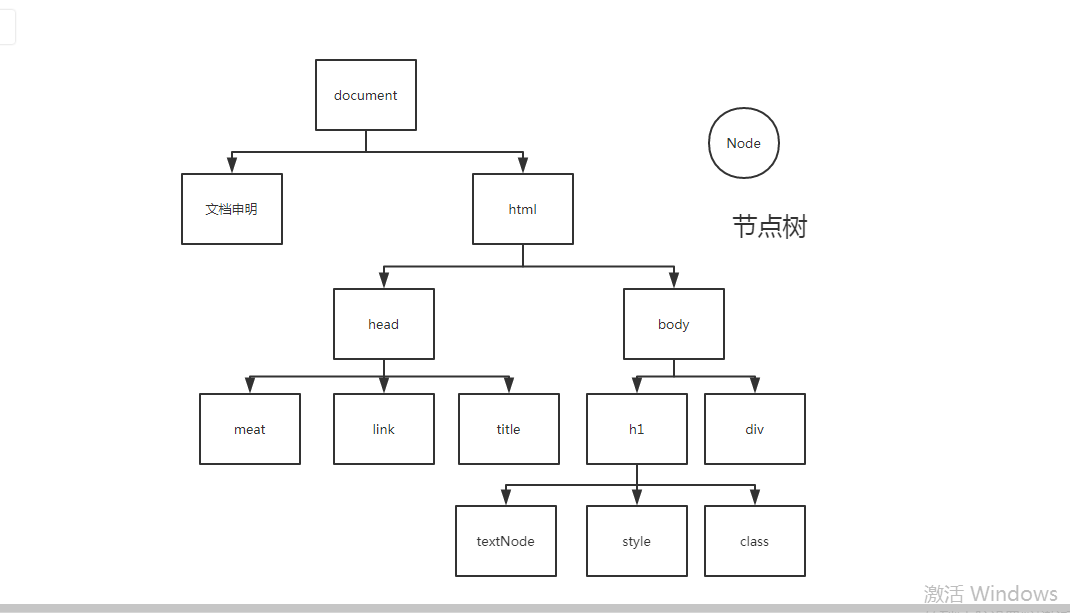 document
Node
文档申明
html
节点树
head
body
meat
link
title
h1
div
textNode
style
class
激活 Windows